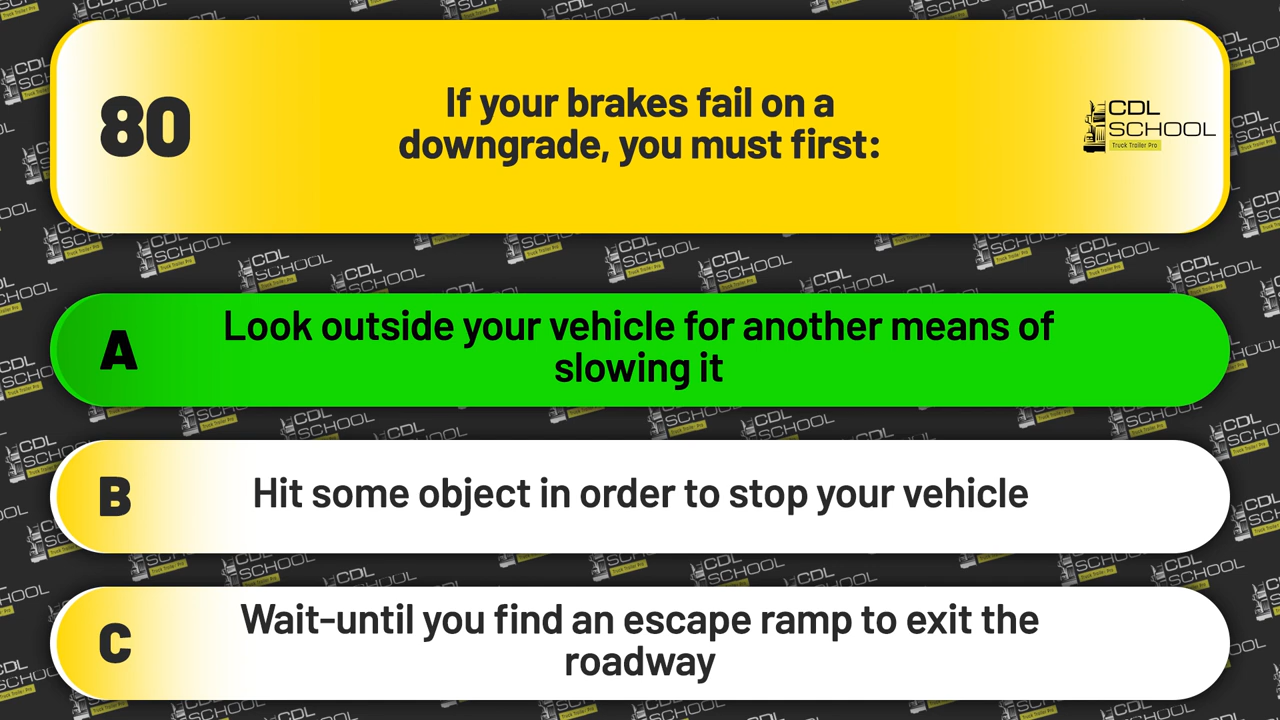 80
If your brakes fail on a
downgrade, you must first:
CDL
SCHOOL
Truck Trailer Pro
A
Look outside your vehicle for another means of
slowing it
B
Hit some object in order to stop your vehicle
C
Wait-until you find an escape ramp to exit the
roadway